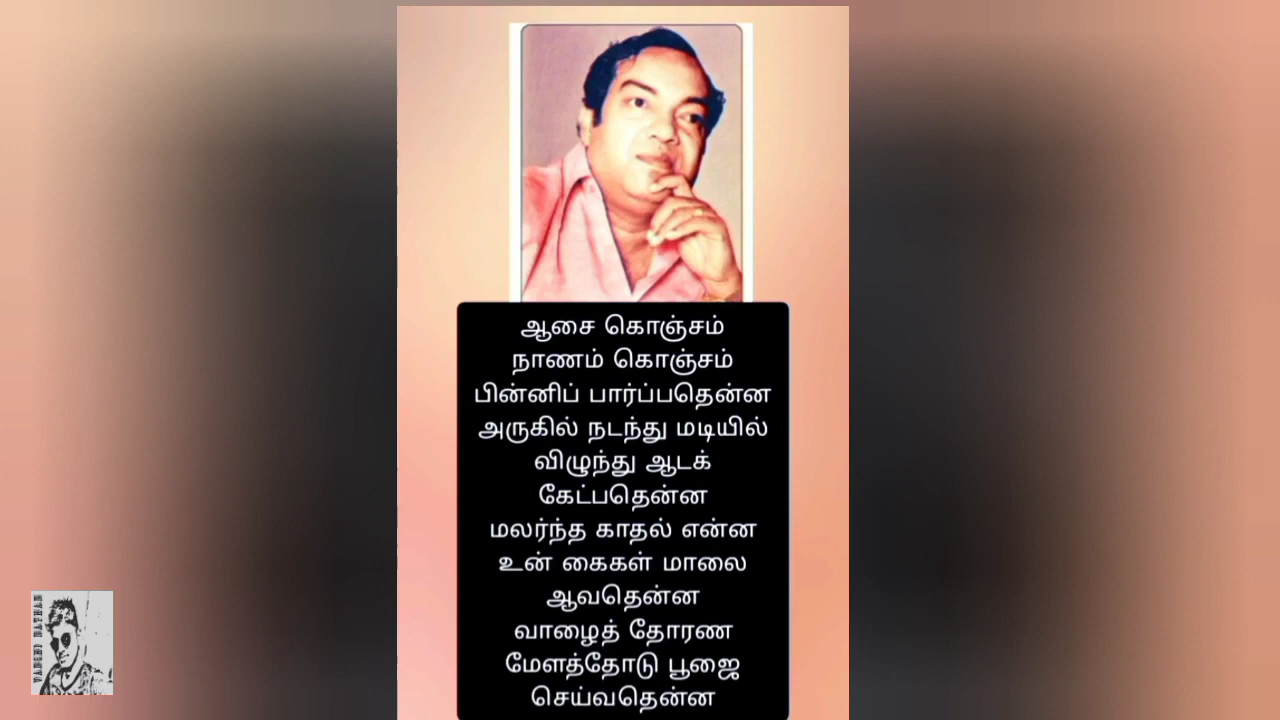 ஆசை கொஞ்சம்
நாணம் கொஞ்சம்
பின்னிப் பார்ப்பதென்ன
அருகில் நடந்து மடியில்
விழுந்து ஆடக்
கேட்பதென்ன
மலர்ந்த காதல் என்ன
உன் கைகள் மாலை
ஆவதென்ன
வாழைத் தோரண
மேளத்தோடு பூஜை
செய்வதென்ன